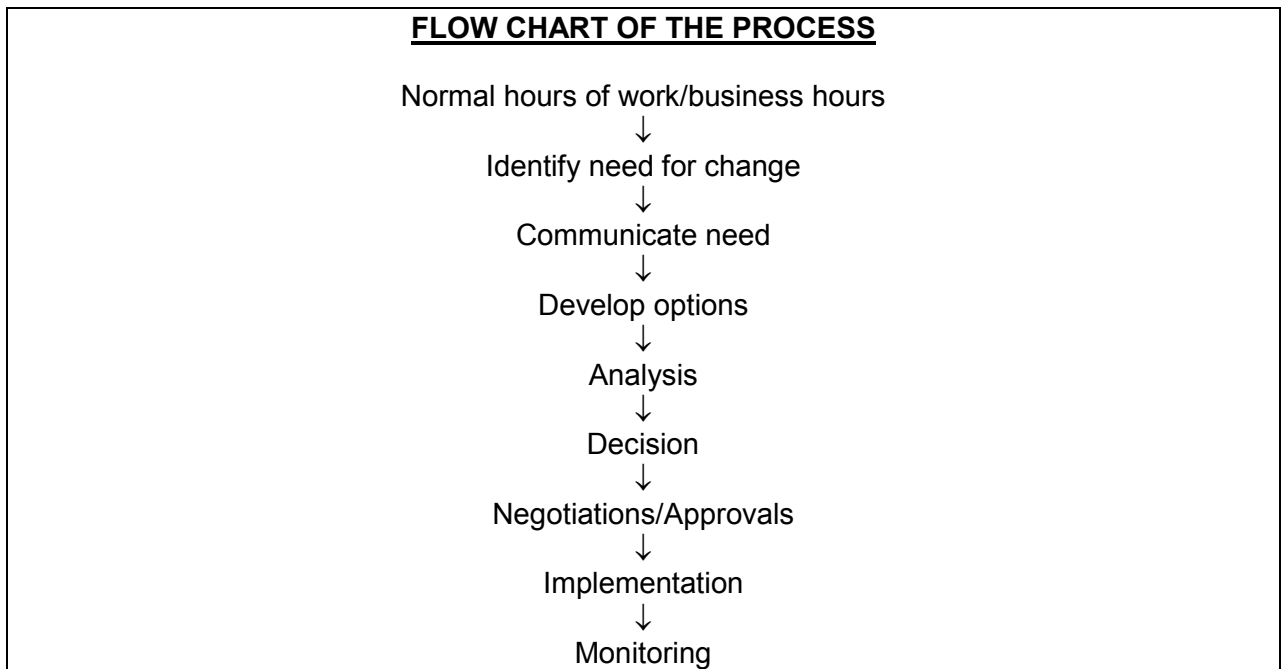 FLOW CHART OF THE PROCESS
Normal hours of work/business hours
↓
Identify need for change
↓
Communicate need
↓
Develop options
↓
Analysis
↓
Decision
↓
Negotiations/Approvals
↓
Implementation
↓
Monitoring